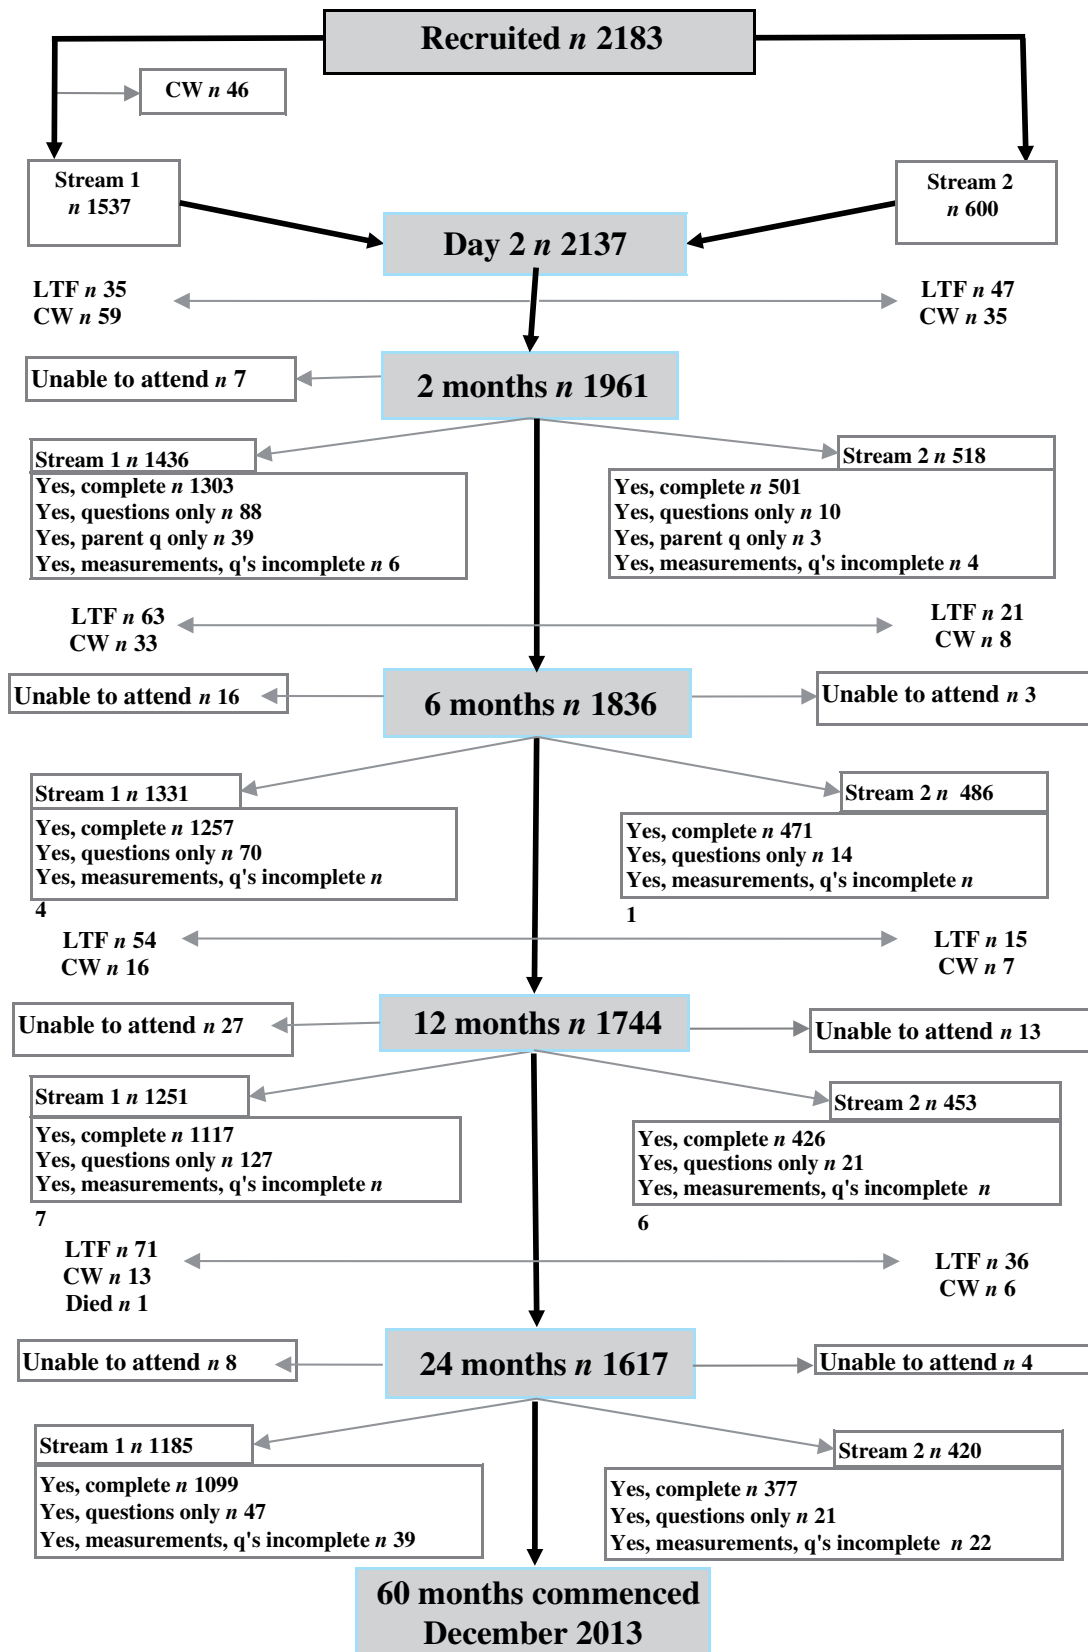 Recruited n 2183
CW n 46
Stream 1
n 1537
Stream 2
n 600
Day 2 n 2137
LTF n 35
CW n 59
LTF n 47
CW n 35
Unable to attend n 7
2 months n 1961
Stream 1 n 1436
Yes, complete n 1303
Yes, questions only n 88
Yes, parent q only n 39
Yes, measurements, q's incomplete n 6
Stream 2 n 518
Yes, complete n 501
Yes, questions only n 10
Yes, parent q only n 3
Yes, measurements, q's incomplete n 4
LTF n 63
CW n 33
LTF n 21
CW n 8
Unable to attend n 16
6 months n 1836
Unable to attend n 3
Stream 1 n 1331
Yes, complete n 1257
Yes, questions only n 70
Yes, measurements, q's incomplete n
4
Stream 2 n 486
Yes, complete n 471
Yes, questions only n 14
Yes, measurements, q's incomplete n
1
LTF n 54
CW n 16
LTF n 15
CW n 7
Unable to attend n 27
12 months n 1744
Unable to attend n 13
Stream 1 n 1251
Yes, complete n 1117
Yes, questions only n 127
Yes, measurements, q's incomplete n
7
Stream 2 n 453
Yes, complete n 426
Yes, questions only n 21
Yes, measurements, q's incomplete n
6
LTF n 71
CW n 13
Died n 1
LTF n 36
CW n 6
Unable to attend n 8
24 months n 1617
Unable to attend n 4
Stream 1 n 1185
Yes, complete n 1099
Yes, questions only n 47
Yes, measurements, q's incomplete n 39
Stream 2 n 420
Yes, complete n 377
Yes, questions only n 21
Yes, measurements, q's incomplete n 22
60 months commenced
December 2013